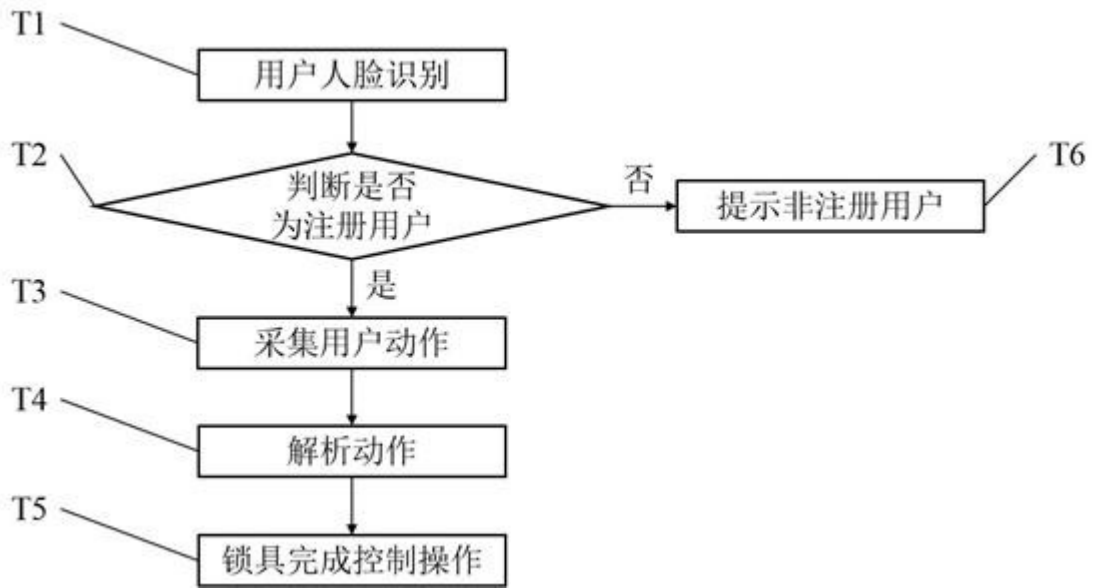 T1
用户人脸识别
T2
判断是否
为注册用户
否
T6
提示非注册用户
是
T3
采集用户动作
T4
解析动作
T5
锁具完成控制操作